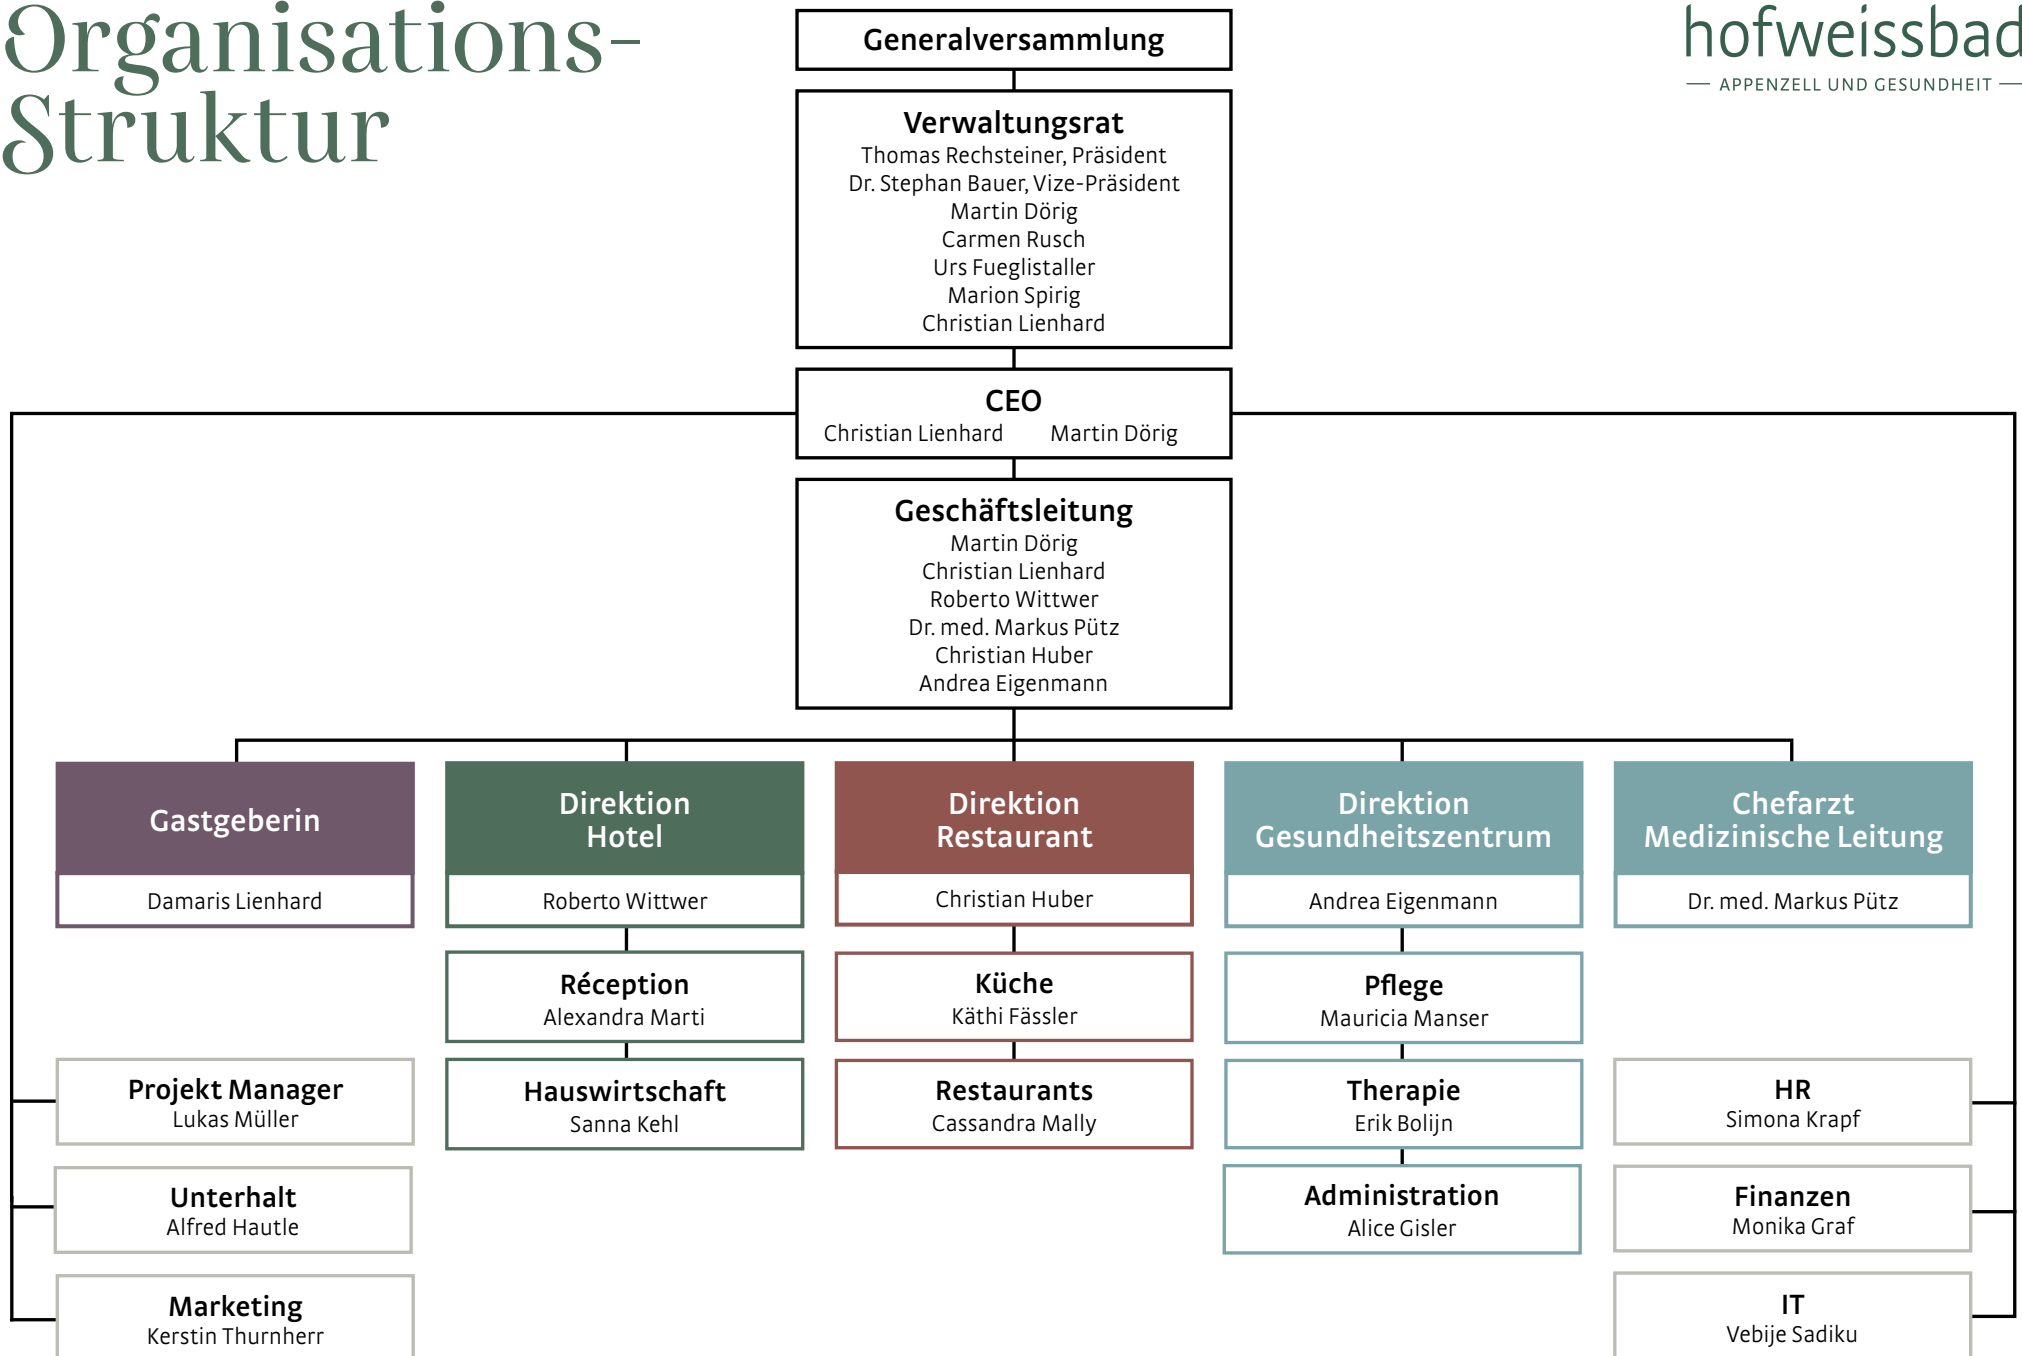 Organisations-
Struktur
hofweissbad
— APPENZELL UND GESUNDHEIT —
Generalversammlung
Verwaltungsrat
Thomas Rechsteiner, Präsident
Dr. Stephan Bauer, Vize-Präsident
Martin Dörig
Carmen Rusch
Urs Fueglistaller
Marion Spirig
Christian Lienhard
CEO
Christian Lienhard Martin Dörig
Geschäftsleitung
Martin Dörig
Christian Lienhard
Roberto Wittwer
Dr. med. Markus Pütz
Christian Huber
Andrea Eigenmann
Gastgeberin
Damaris Lienhard
Direktion
Hotel
Roberto Wittwer
Réception
Alexandra Marti
Hauswirtschaft
Sanna Kehl
Direktion
Restaurant
Christian Huber
Küche
Käthi Fässler
Restaurants
Cassandra Mally
Direktion
Gesundheitszentrum
Andrea Eigenmann
Pflege
Mauricia Manser
Therapie
Erik Bolijn
Administration
Alice Gisler
Chefarzt
Medizinische Leitung
Dr. med. Markus Pütz
Projekt Manager
Lukas Müller
Unterhalt
Alfred Hautle
Marketing
Kerstin Thurnherr
HR
Simona Krapf
Finanzen
Monika Graf
IT
Vebije Sadiku